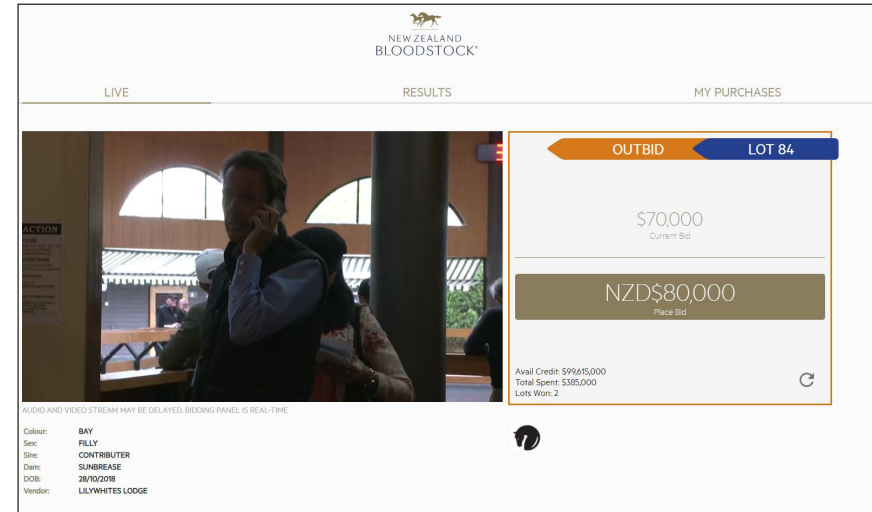 NEW ZEALAND
BLOODSTOCK®
LIVE RESULTS MY PURCHASES
ACTION
OUTBID LOT 84
$70,000
Current Bid
NZD$80,000
Place Bid
Avail Credit: $99,615,000
Total Spent: $385,000
Lots Won: 2
AUDIO AND VIDEO STREAM MAY BE DELAYED. BIDDING PANEL IS REAL-TIME
Colour: BAY
Sex: FILLY
Sire: CONTRIBUTER
Dam: SUNBREASE
DOB: 28/10/2018
Vendor: LILYWHITES LODGE